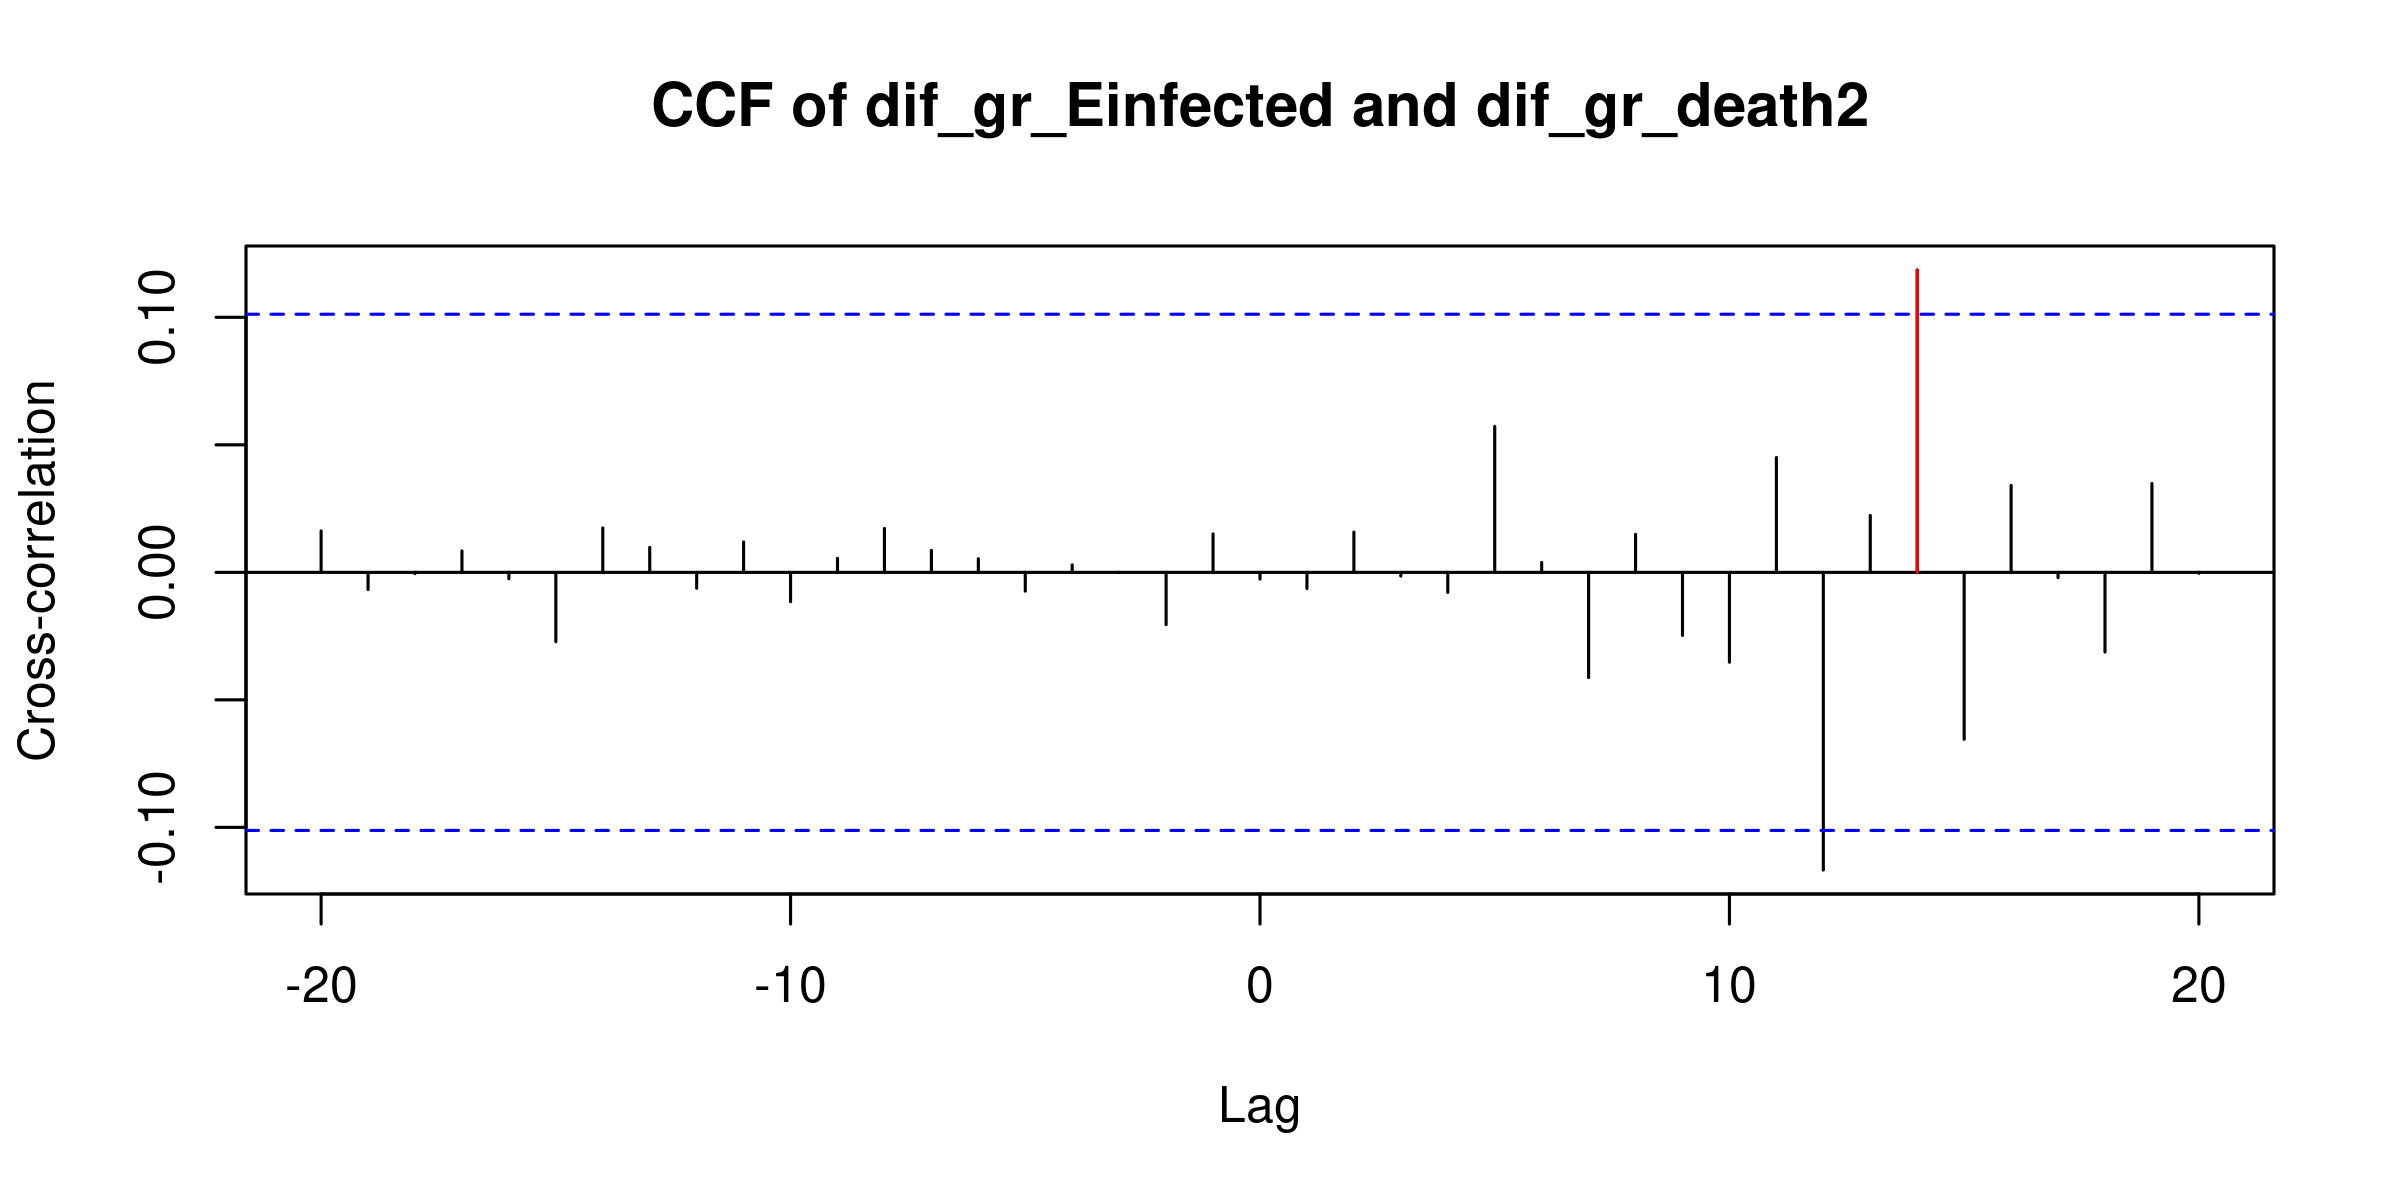 CCF of dif_gr_Einfected and dif_gr_death2
Cross-correlation
0.10
0.00
-0.10
-20 -10 0 10 20
Lag